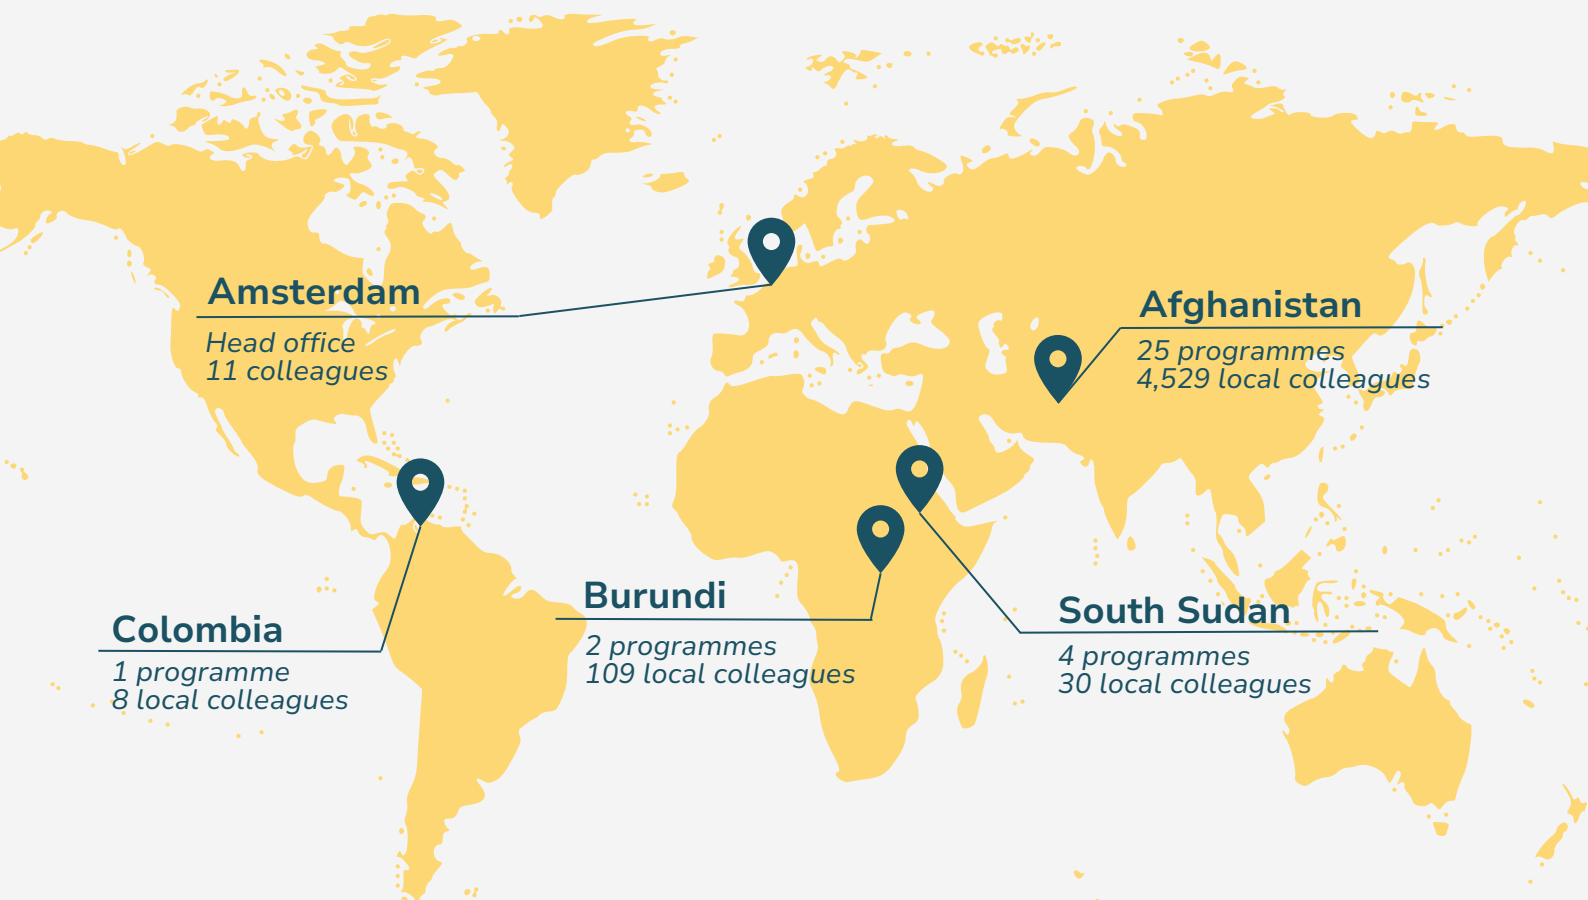 Amsterdam
Head office
11 colleagues
Afghanistan
25 programmes
4,529 local colleagues
Colombia
1 programme
8 local colleagues
Burundi
2 programmes
109 local colleagues
South Sudan
4 programmes
30 local colleagues